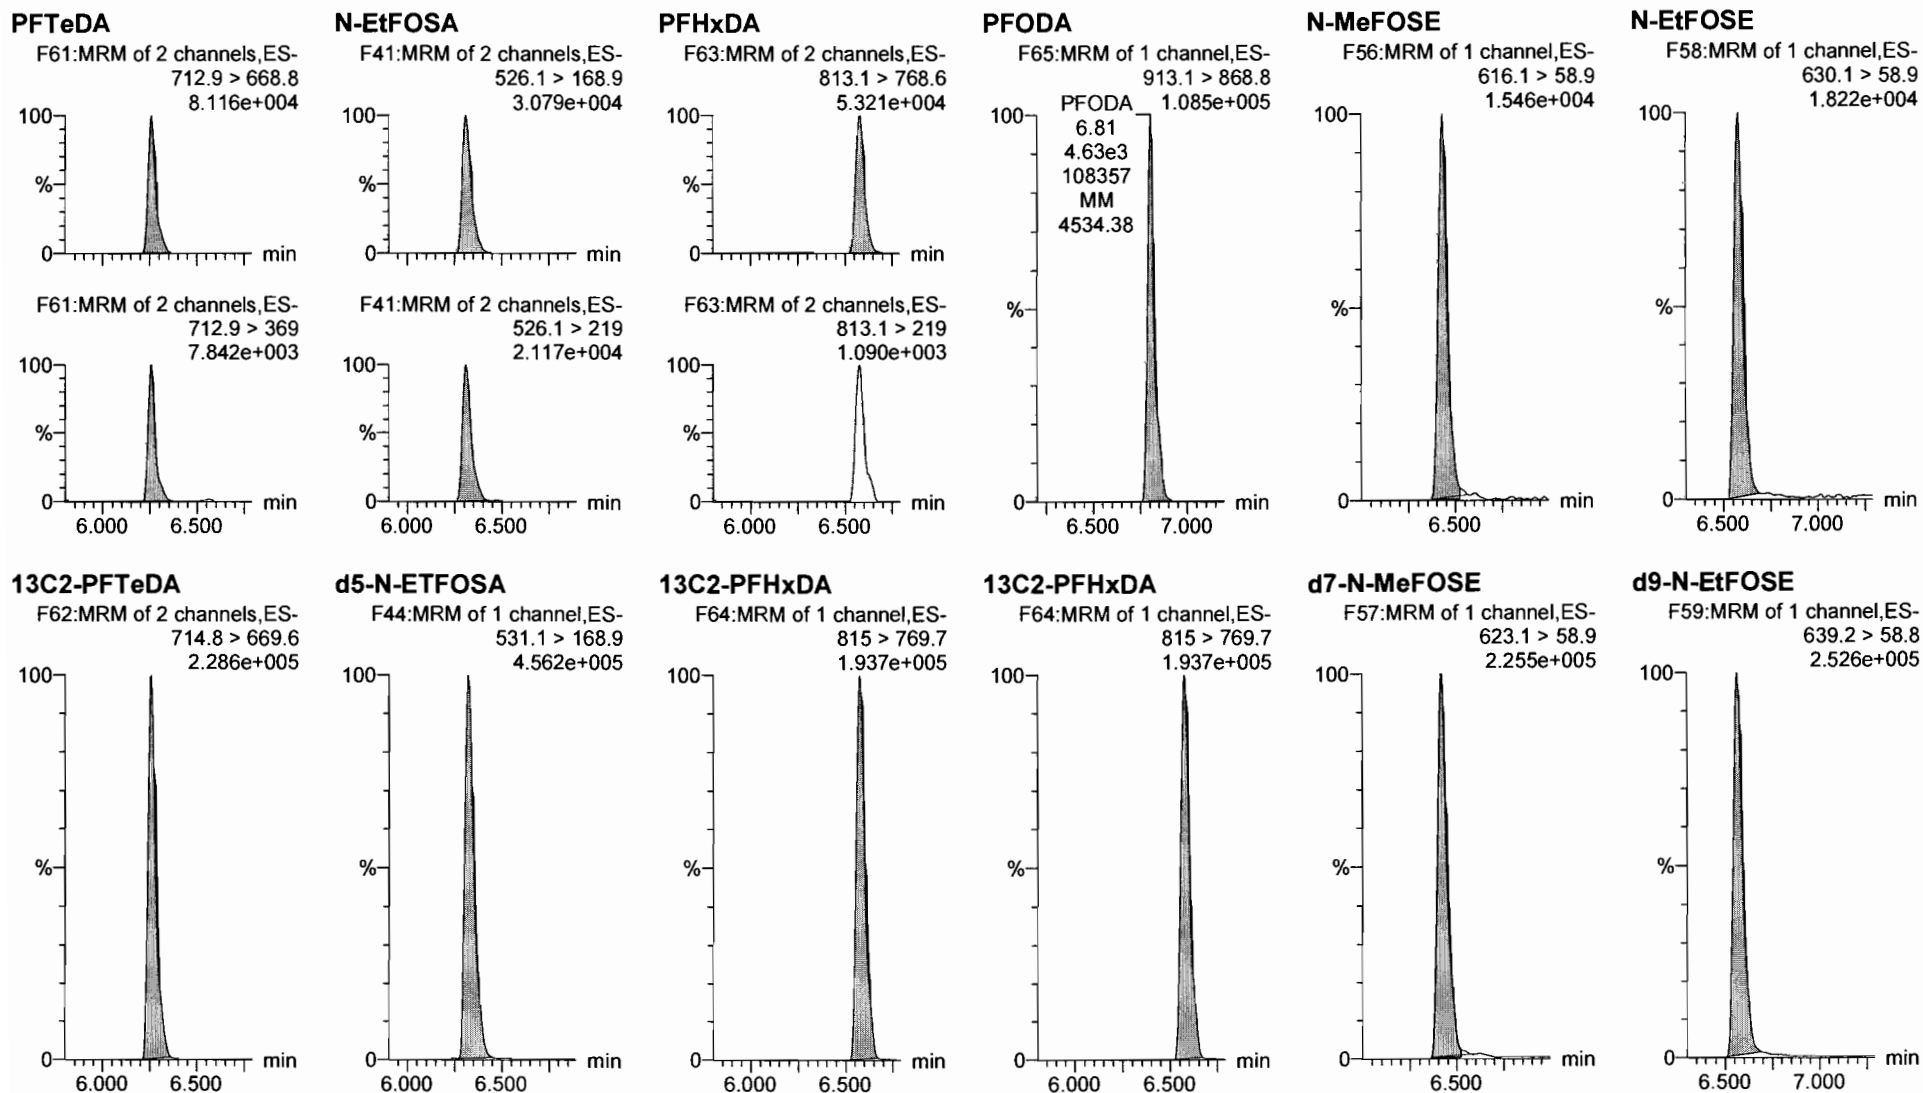 PFTeDA
F61:MRM of 2 channels,ES-
712.9 > 668.8
8.116e+004
100
%
0
min
F61:MRM of 2 channels,ES-
712.9 > 369
7.842e+003
100
%
0
min
6.000 6.500
N-EtFOSA
F41:MRM of 2 channels,ES-
526.1 > 168.9
3.079e+004
100
%
0
min
F41:MRM of 2 channels,ES-
526.1 > 219
2.117e+004
100
%
0
min
6.000 6.500
PFHxDA
F63:MRM of 2 channels,ES-
813.1 > 768.6
5.321e+004
100
%
0
min
F63:MRM of 2 channels,ES-
813.1 > 219
1.090e+003
100
%
0
min
6.000 6.500
PFODA
F65:MRM of 1 channel,ES-
913.1 > 868.8
1.085e+005
PFODA
6.81
4.63e3
108357
MM
4534.38
100
%
0
min
6.500 7.000
N-MeFOSE
F56:MRM of 1 channel,ES-
616.1 > 58.9
1.546e+004
100
%
0
min
6.500
N-EtFOSE
F58:MRM of 1 channel,ES-
630.1 > 58.9
1.822e+004
100
%
0
min
6.500 7.000
13C2-PFTeDA
F62:MRM of 2 channels,ES-
714.8 > 669.6
2.286e+005
100
%
0
min
6.000 6.500
d5-N-ETFOSA
F44:MRM of 1 channel,ES-
531.1 > 168.9
4.562e+005
100
%
0
min
6.000 6.500
13C2-PFHxDA
F64:MRM of 1 channel,ES-
815 > 769.7
1.937e+005
100
%
0
min
6.000 6.500
13C2-PFHxDA
F64:MRM of 1 channel,ES-
815 > 769.7
1.937e+005
100
%
0
min
6.000 6.500
d7-N-MeFOSE
F57:MRM of 1 channel,ES-
623.1 > 58.9
2.255e+005
100
%
0
min
6.500
d9-N-EtFOSE
F59:MRM of 1 channel,ES-
639.2 > 58.8
2.526e+005
100
%
0
min
6.500 7.000